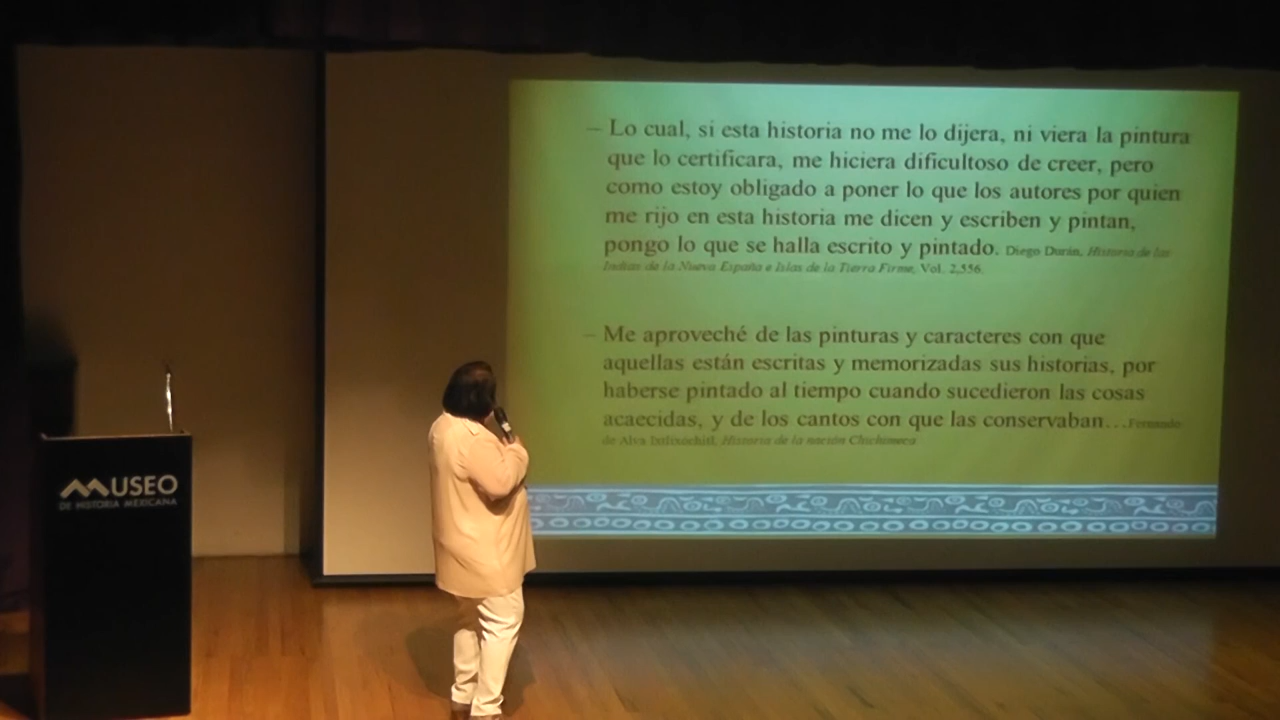 MUSEO
DE HISTORIA MEXICANA
– Lo cual, si esta historia no me lo dijera, ni viera la pintura
que lo certificara, me hiciera dificultoso de creer, pero
como estoy obligado a poner lo que los autores por quien
me rijo en esta historia me dicen y escriben y pintan,
pongo lo que se halla escrito y pintado. Diego Durán, Historia de las
Indias de la Nueva España e Islas de la Tierra Firme, Vol. 2,556.
– Me aproveché de las pinturas y caracteres con que
aquellas están escritas y memorizadas sus historias, por
haberse pintado al tiempo cuando sucedieron las cosas
acaecidas, y de los cantos con que las conservaban…Fernando
de Alva Ixtlilxóchitl, Historia de la nación Chichimeca.